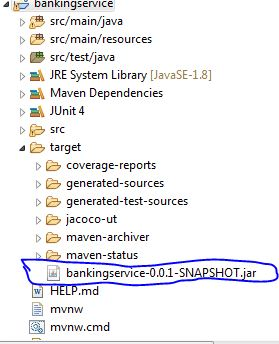 bankingservice
src/main/java
src/main/resources
src/test/java
JRE System Library [JavaSE-1.8]
Maven Dependencies
JUnit 4
src
target
coverage-reports
generated-sources
generated-test-sources
jacoco-ut
maven-archiver
maven-status
bankingservice-0.0.1-SNAPSHOT.jar
HELP.md
mvnw
mvnw.cmd